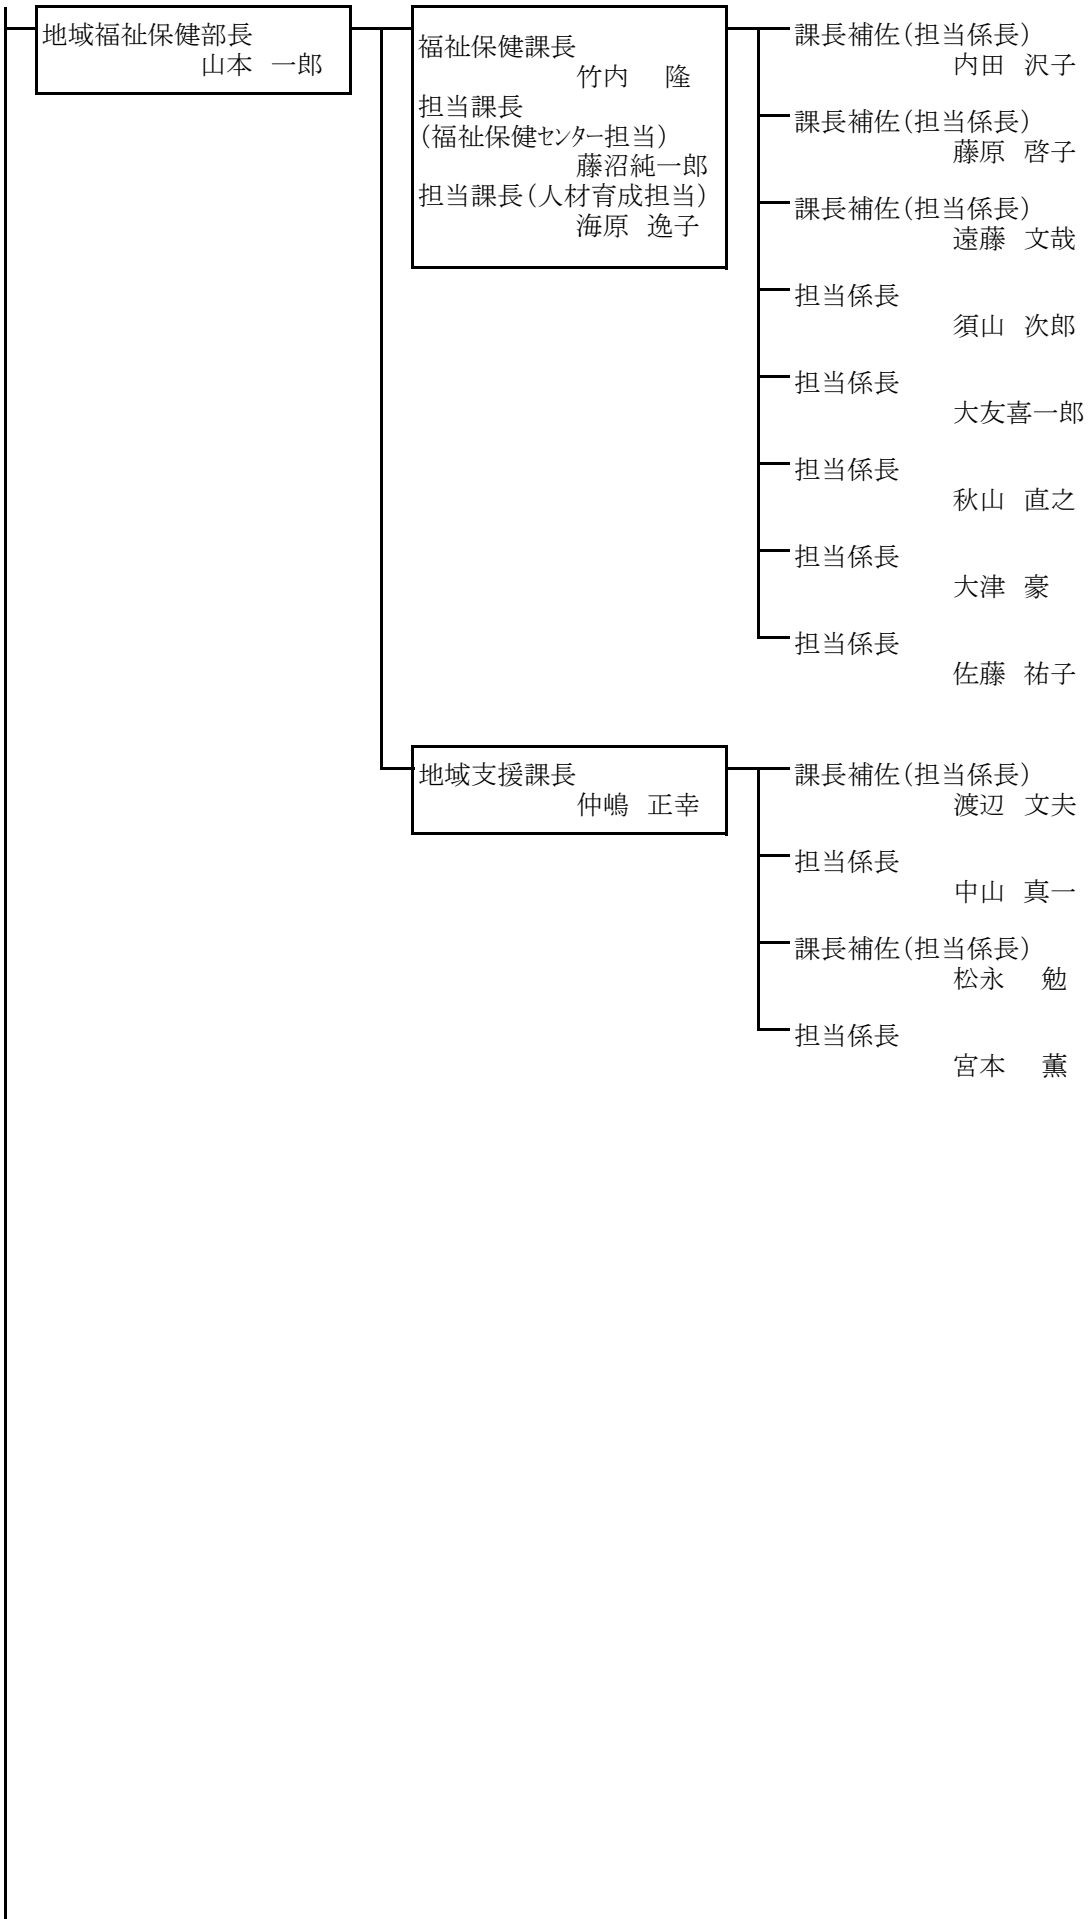 地域福祉保健部長
山本　一郎
福祉保健課長
竹内　隆
担当課長
(福祉保健センター担当)
藤沼純一郎
担当課長(人材育成担当)
海原　逸子
課長補佐(担当係長)
内田　沢子
課長補佐(担当係長)
藤原　啓子
課長補佐(担当係長)
遠藤　文哉
担当係長
須山　次郎
担当係長
大友喜一郎
担当係長
秋山　直之
担当係長
大津　豪
担当係長
佐藤　祐子
地域支援課長
仲嶋　正幸
課長補佐(担当係長)
渡辺　文夫
担当係長
中山　真一
課長補佐(担当係長)
松永　勉
担当係長
宮本　薫